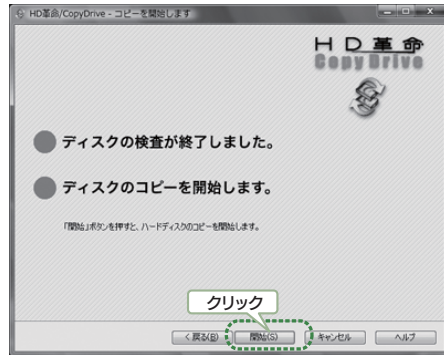 HD革命/CopyDrive - コピーを開始します
HD革命
CopyDrive
ディスクの検査が終了しました。
ディスクのコピーを開始します。
「開始」ボタンを押すと、ハードディスクのコピーを開始します。
クリック
< 戻る(B)
開始(S)
キャンセル
ヘルプ